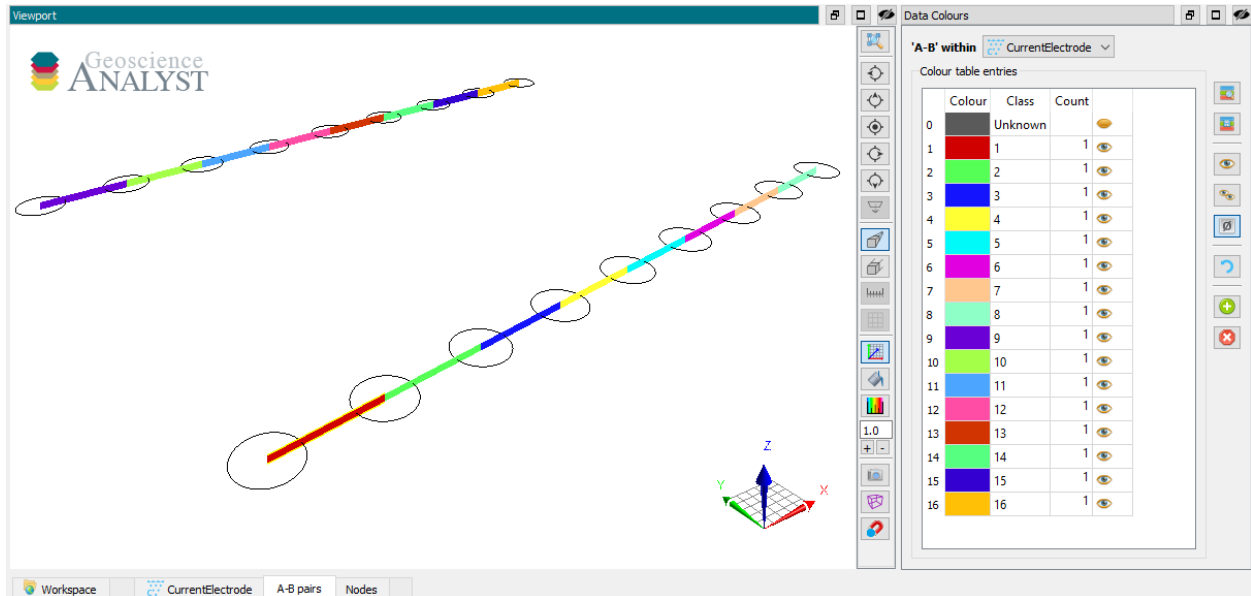 Viewport
Geoscience
ANALYST
Z
Y
X
1.0
+ -
Data Colours
'A-B' within CurrentElectrode
Colour table entries
Colour Class Count
0 Unknown
1 1 1
2 2 1
3 3 1
4 4 1
5 5 1
6 6 1
7 7 1
8 8 1
9 9 1
10 10 1
11 11 1
12 12 1
13 13 1
14 14 1
15 15 1
16 16 1
Workspace CurrentElectrode A-B pairs Nodes